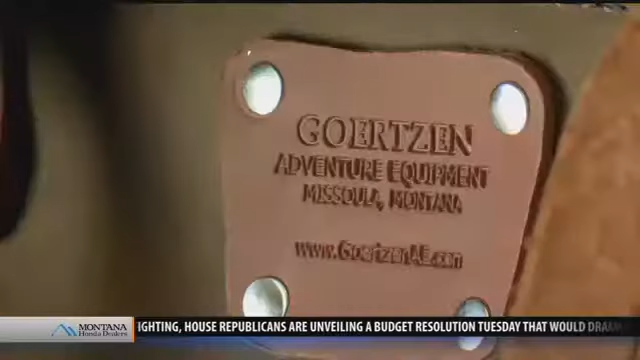 GOERTZEN
ADVENTURE EQUIPMENT
MISSOULA, MONTANA
www.GoertzenAE.com
MONTANA
Honda Dealers
IGHTING, HOUSE REPUBLICANS ARE UNVEILING A BUDGET RESOLUTION TUESDAY THAT WOULD DRAM